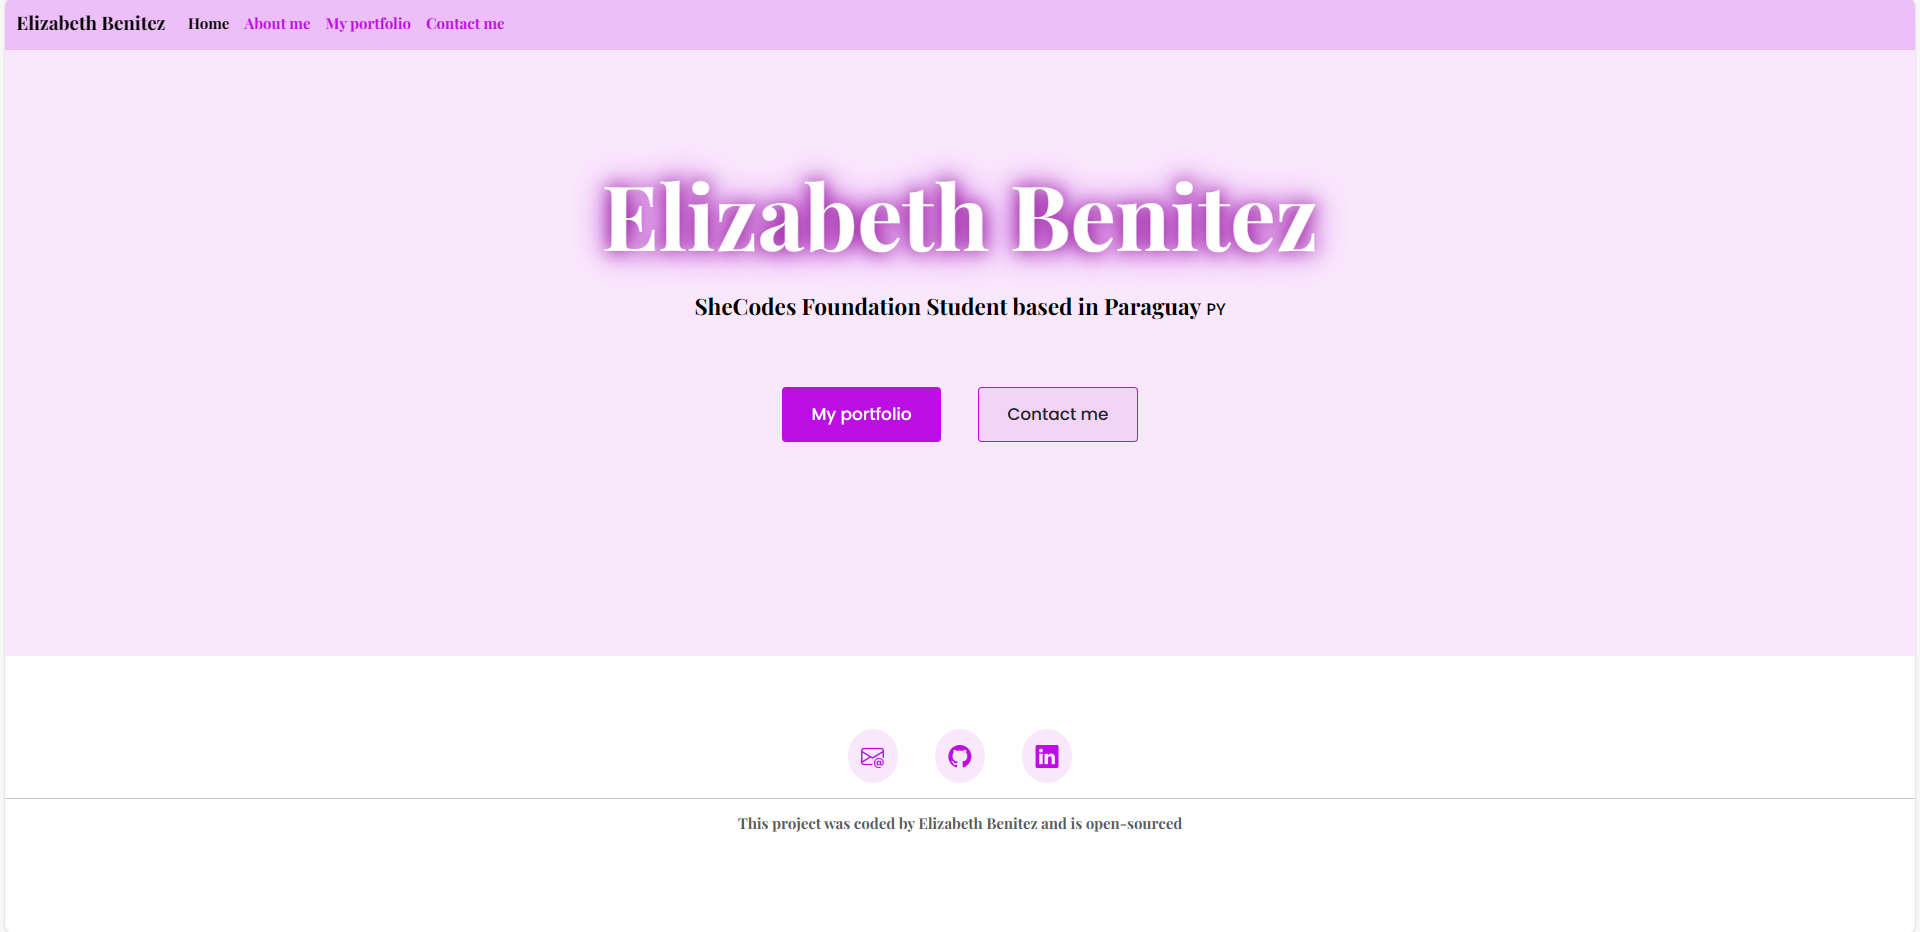 Elizabeth Benitez Home About me My portfolio Contact me
Elizabeth Benitez
SheCodes Foundation Student based in Paraguay PY
My portfolio Contact me
@ in
This project was coded by Elizabeth Benitez and is open-sourced